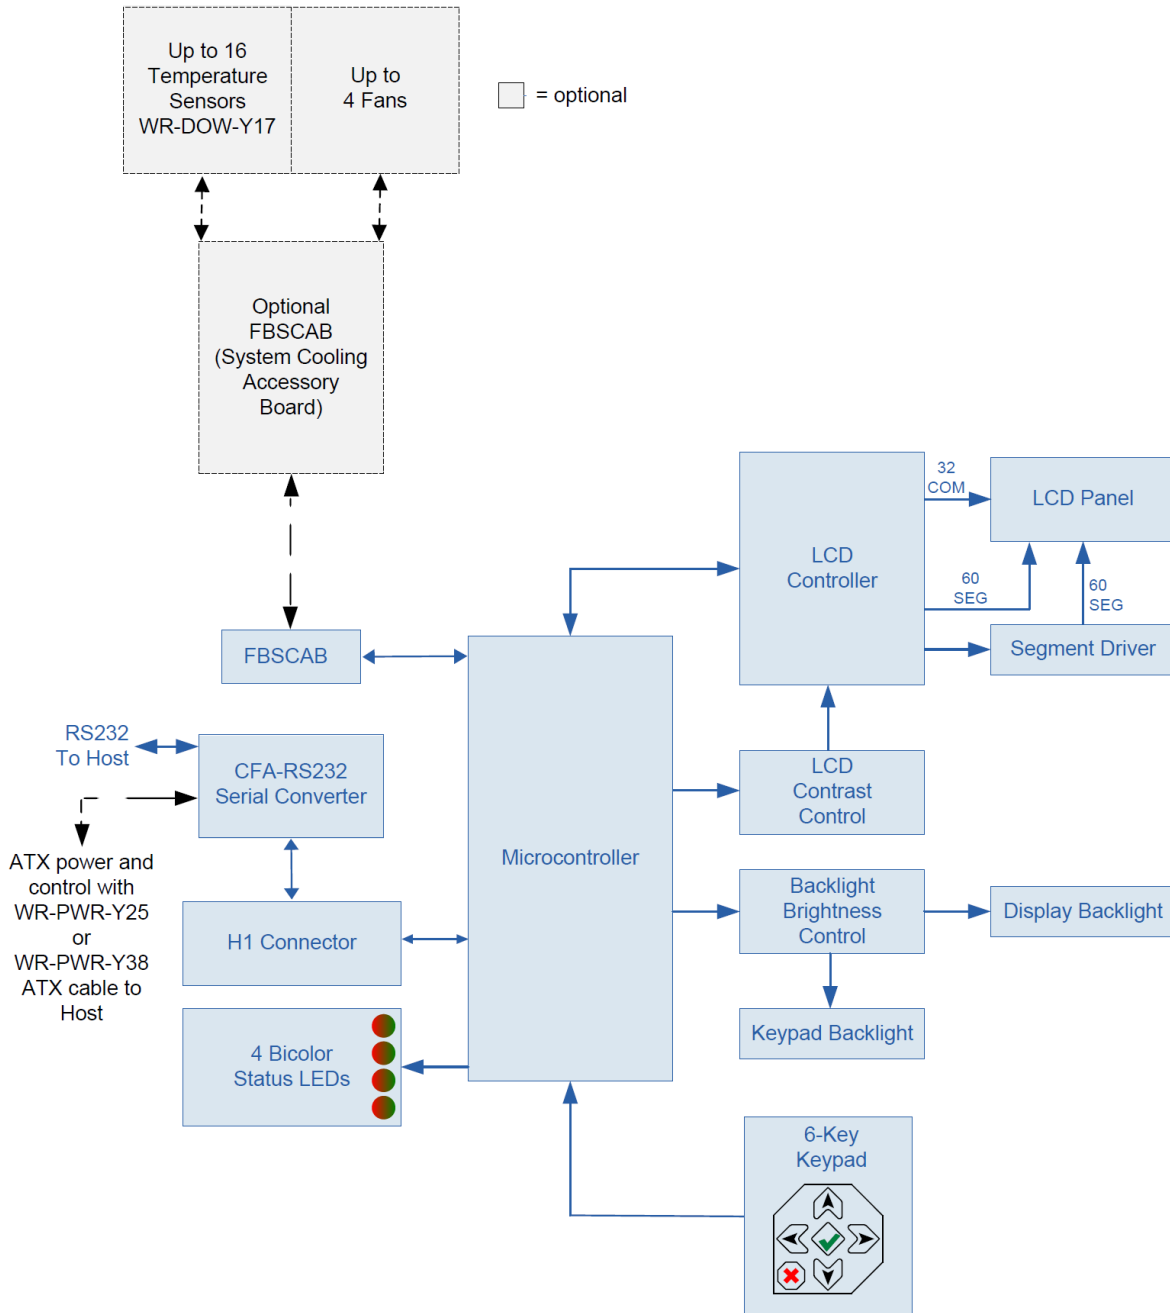 Up to 16
Temperature
Sensors
WR-DOW-Y17
Up to
4 Fans
= optional
Optional
FBSCAB
(System Cooling
Accessory
Board)
32
COM
LCD Panel
LCD
Controller
60
SEG
60
SEG
FBSCAB
Segment Driver
RS232
To Host
CFA-RS232
Serial Converter
LCD
Contrast
Control
ATX power and
control with
WR-PWR-Y25
or
WR-PWR-Y38
ATX cable to
Host
Microcontroller
Backlight
Brightness
Control
Display Backlight
H1 Connector
Keypad Backlight
4 Bicolor
Status LEDs
6-Key
Keypad